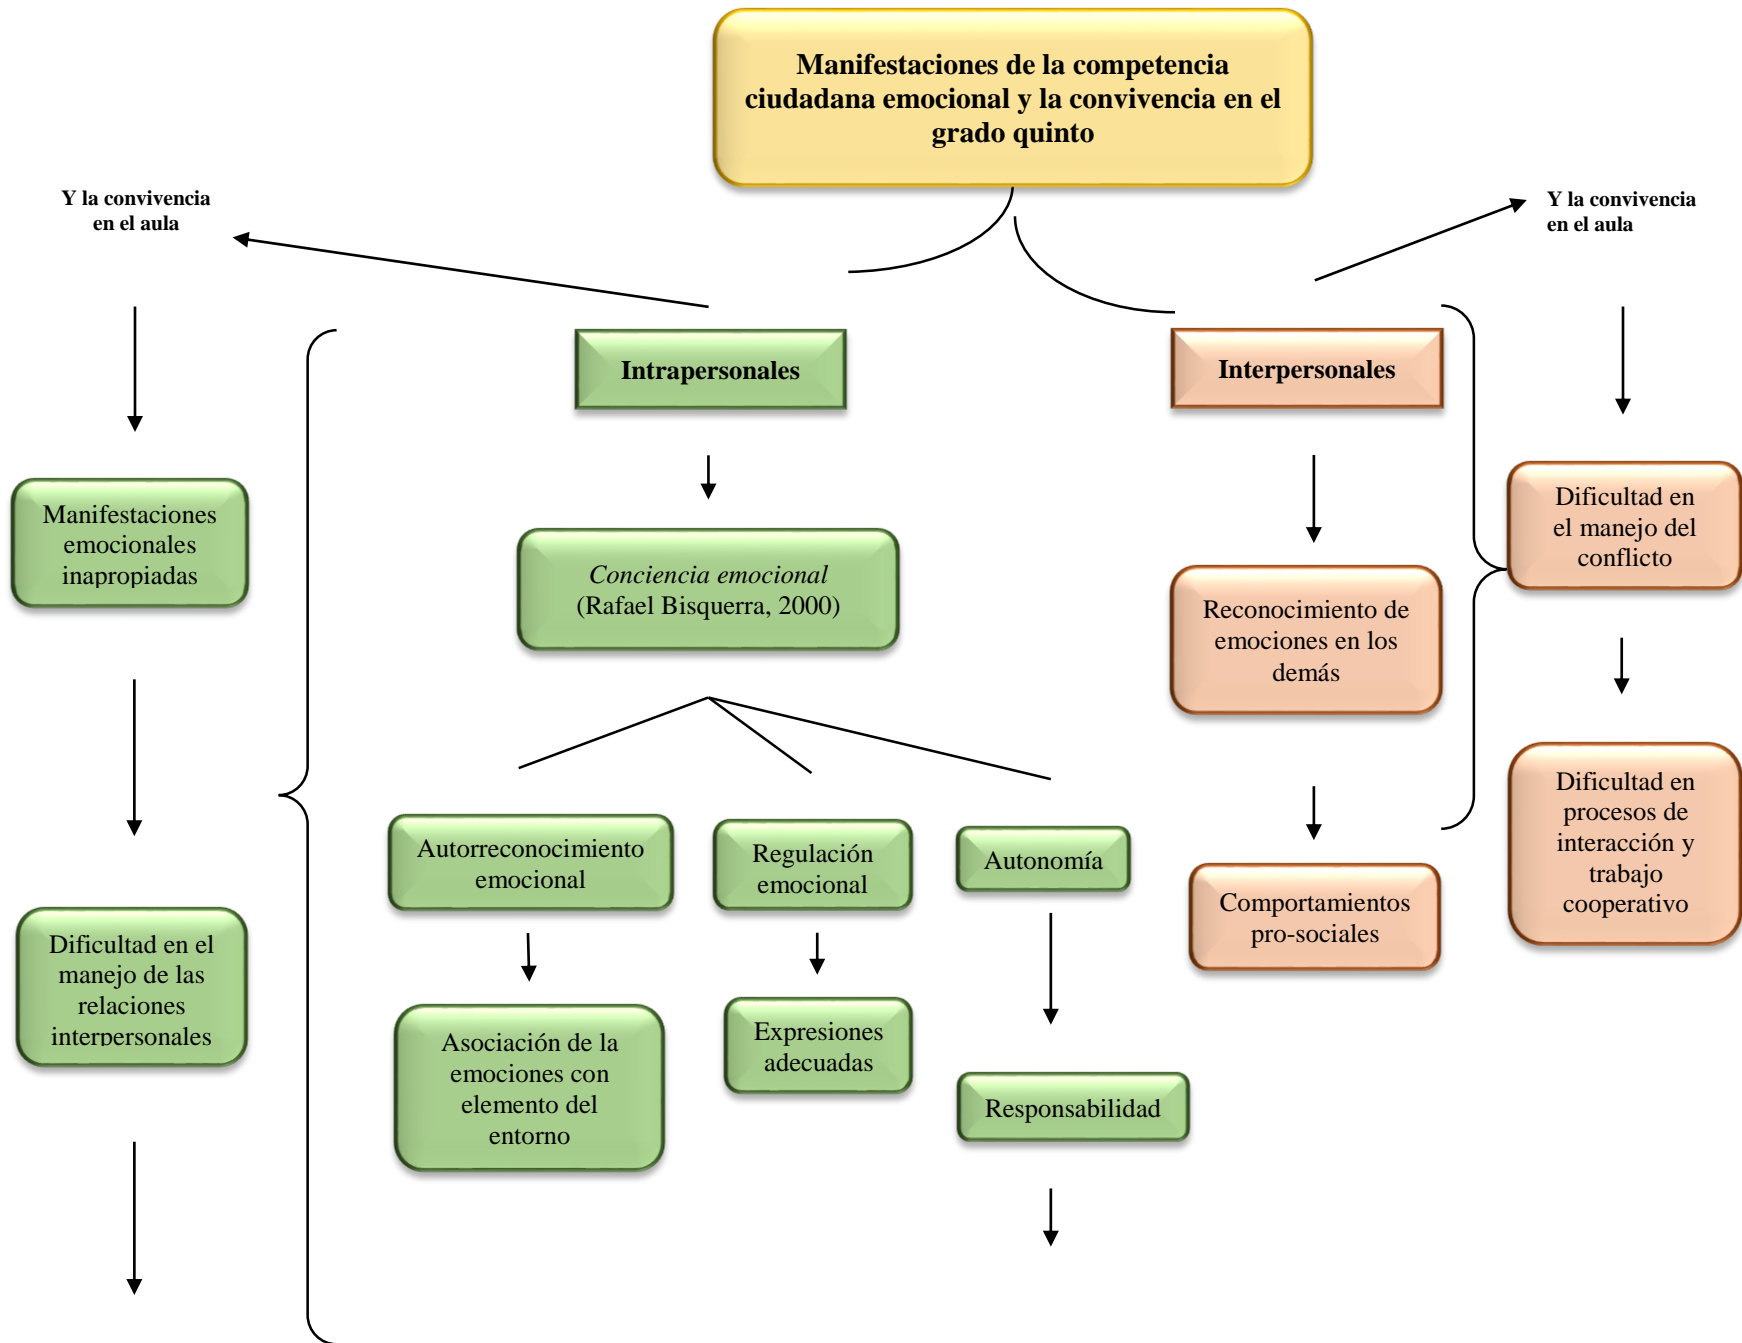 Manifestaciones de la competencia
ciudadana emocional y la convivencia en el
grado quinto
Y la convivencia
en el aula
Y la convivencia
en el aula
Intrapersonales
Interpersonales
Manifestaciones
emocionales
inapropiadas
Conciencia emocional
(Rafael Bisquerra, 2000)
Reconocimiento de
emociones en los
demás
Dificultad en
el manejo del
conflicto
Autorreconocimiento
emocional
Regulación
emocional
Autonomía
Comportamientos
pro-sociales
Dificultad en
procesos de
interacción y
trabajo
cooperativo
Dificultad en el
manejo de las
relaciones
interpersonales
Asociación de la
emociones con
elemento del
entorno
Expresiones
adecuadas
Responsabilidad